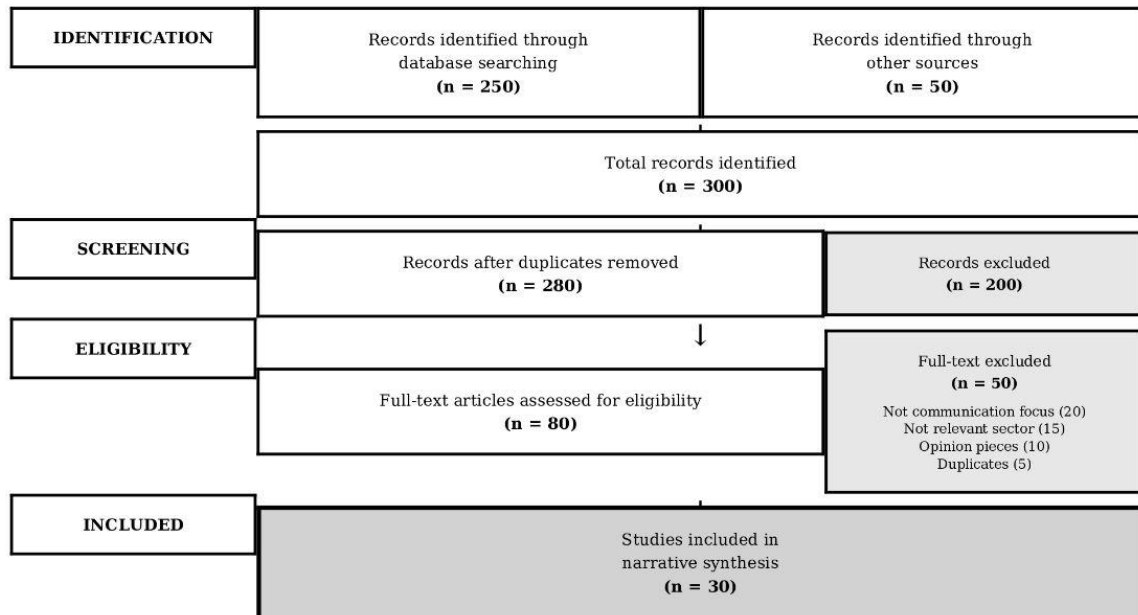 IDENTIFICATION
Records identified through
database searching
(n = 250)
Records identified through
other sources
(n = 50)
Total records identified
(n = 300)
SCREENING
Records after duplicates removed
(n = 280)
Records excluded
(n = 200)
ELIGIBILITY
↓
Full-text articles assessed for eligibility
(n = 80)
Full-text excluded
(n = 50)
Not communication focus (20)
Not relevant sector (15)
Opinion pieces (10)
Duplicates (5)
INCLUDED
Studies included in
narrative synthesis
(n = 30)